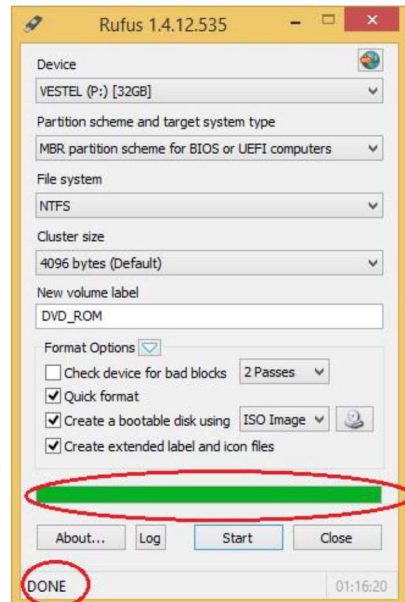 Rufus 1.4.12.535
Device
VESTEL (P:) [32GB]
Partition scheme and target system type
MBR partition scheme for BIOS or UEFI computers
File system
NTFS
Cluster size
4096 bytes (Default)
New volume label
DVD_ROM
Format Options
Check device for bad blocks 2 Passes
Quick format
Create a bootable disk using ISO Image
Create extended label and icon files
About... Log Start Close
DONE 01:16:20